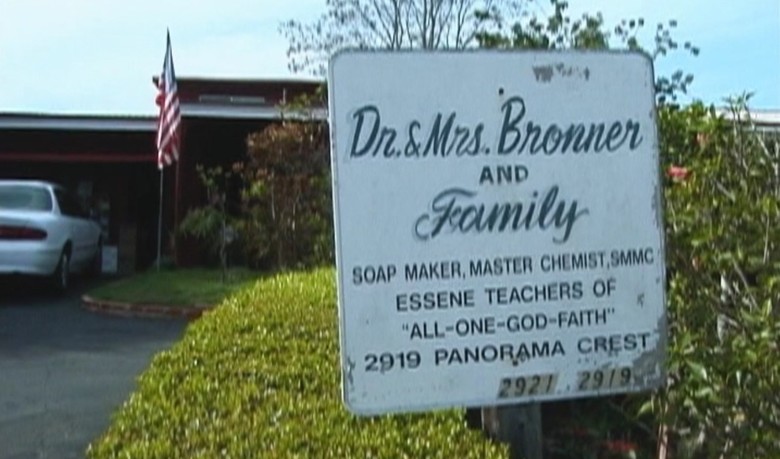 Dr. & Mrs. Bronner
AND
Family
SOAP MAKER, MASTER CHEMIST, SMMC
ESSENE TEACHERS OF
"ALL-ONE-GOD-FAITH"
2919 PANORAMA CREST
2921 2919